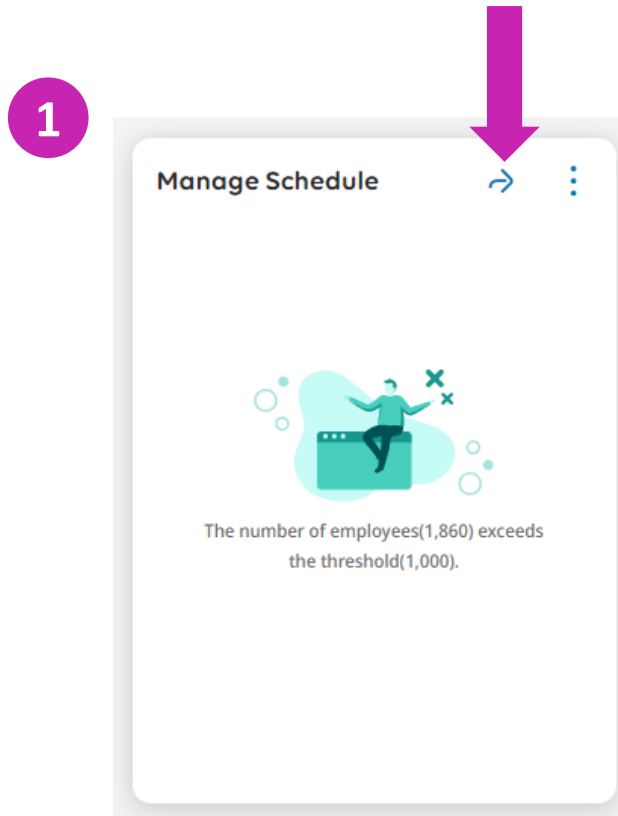 1
Manage Schedule
The number of employees(1,860) exceeds
the threshold(1,000).